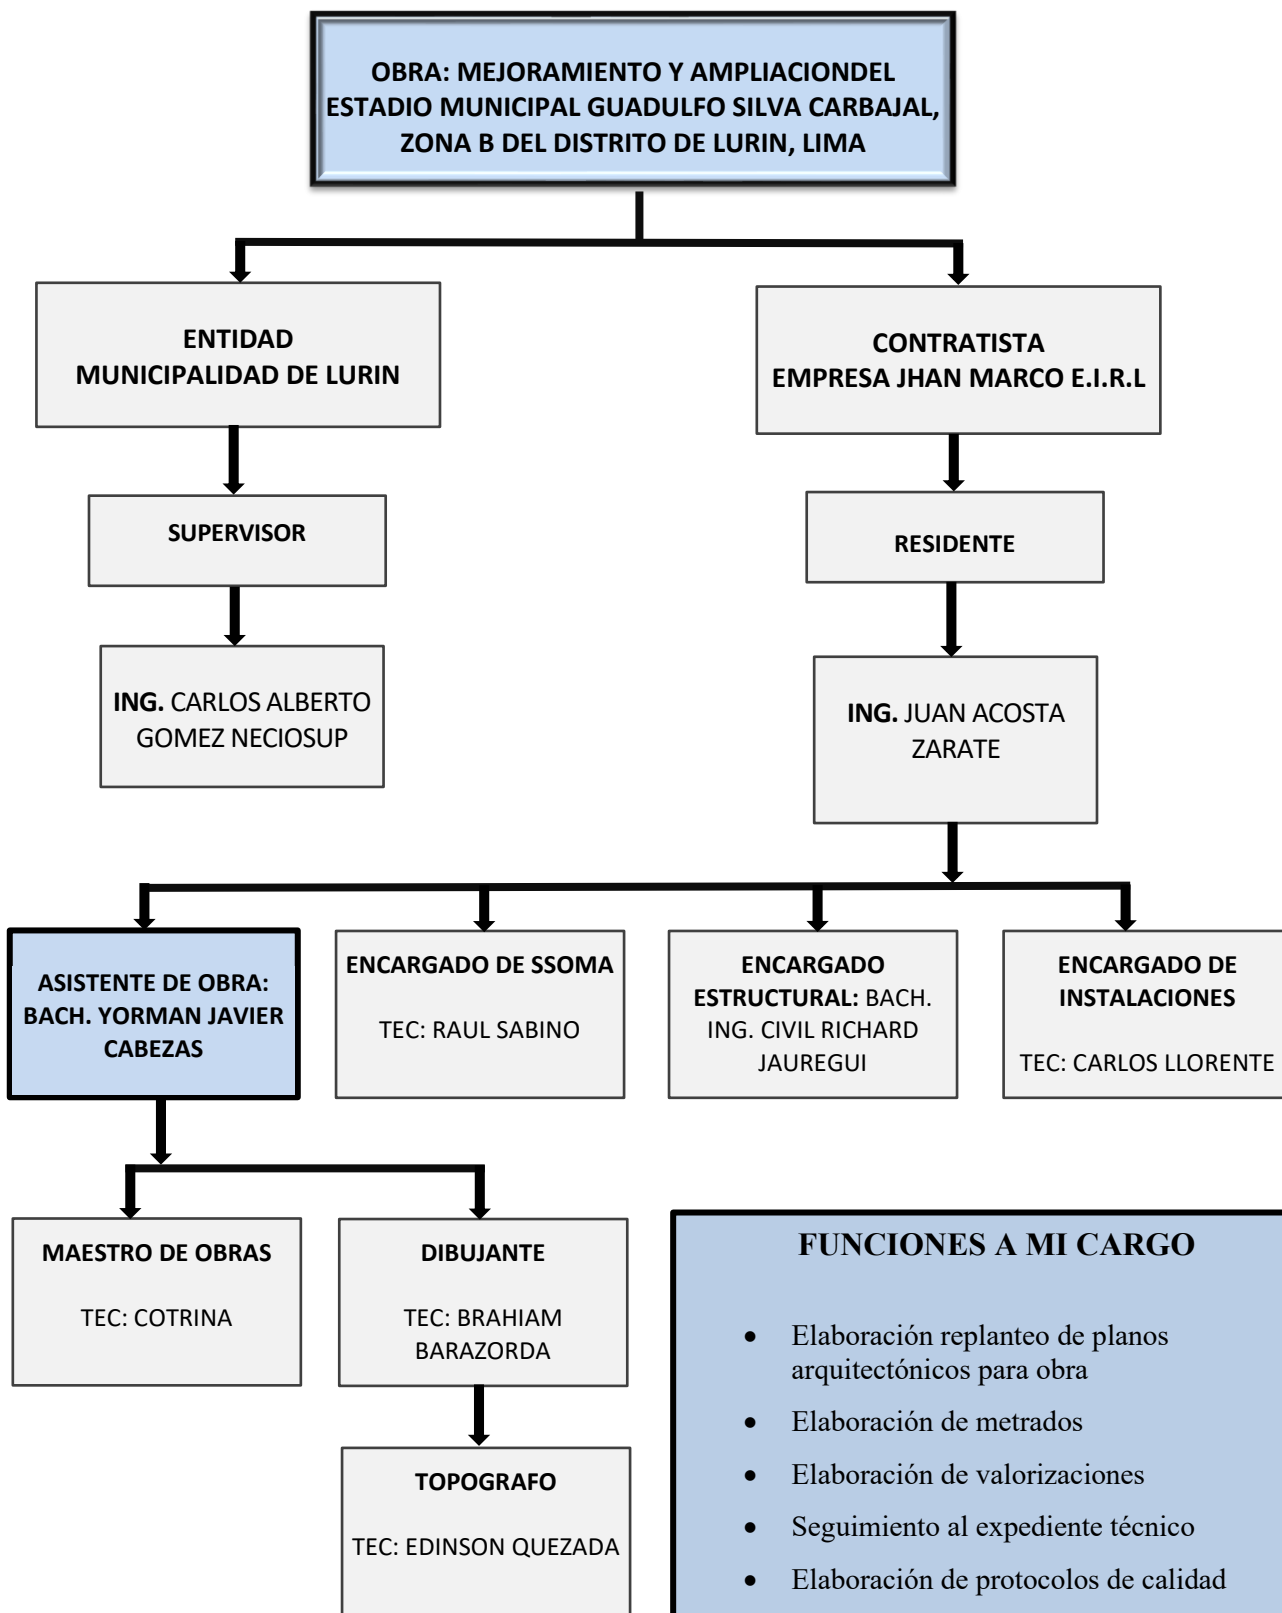 OBRA: MEJORAMIENTO Y AMPLIACIONDEL
ESTADIO MUNICIPAL GUADULFO SILVA CARBAJAL,
ZONA B DEL DISTRITO DE LURIN, LIMA
ENTIDAD
MUNICIPALIDAD DE LURIN
CONTRATISTA
EMPRESA JHAN MARCO E.I.R.L
SUPERVISOR
RESIDENTE
ING. CARLOS ALBERTO
GOMEZ NECIOSUP
ING. JUAN ACOSTA
ZARATE
ASISTENTE DE OBRA:
BACH. YORMAN JAVIER
CABEZAS
ENCARGADO DE SSOMA
TEC: RAUL SABINO
ENCARGADO
ESTRUCTURAL: BACH.
ING. CIVIL RICHARD
JAUREGUI
ENCARGADO DE
INSTALACIONES
TEC: CARLOS LLORENTE
MAESTRO DE OBRAS
TEC: COTRINA
DIBUJANTE
TEC: BRAHIAM
BARAZORDA
TOPOGRAFO
TEC: EDINSON QUEZADA
FUNCIONES A MI CARGO
• Elaboración replanteo de planos
arquitectónicos para obra
• Elaboración de metrados
• Elaboración de valorizaciones
• Seguimiento al expediente técnico
• Elaboración de protocolos de calidad